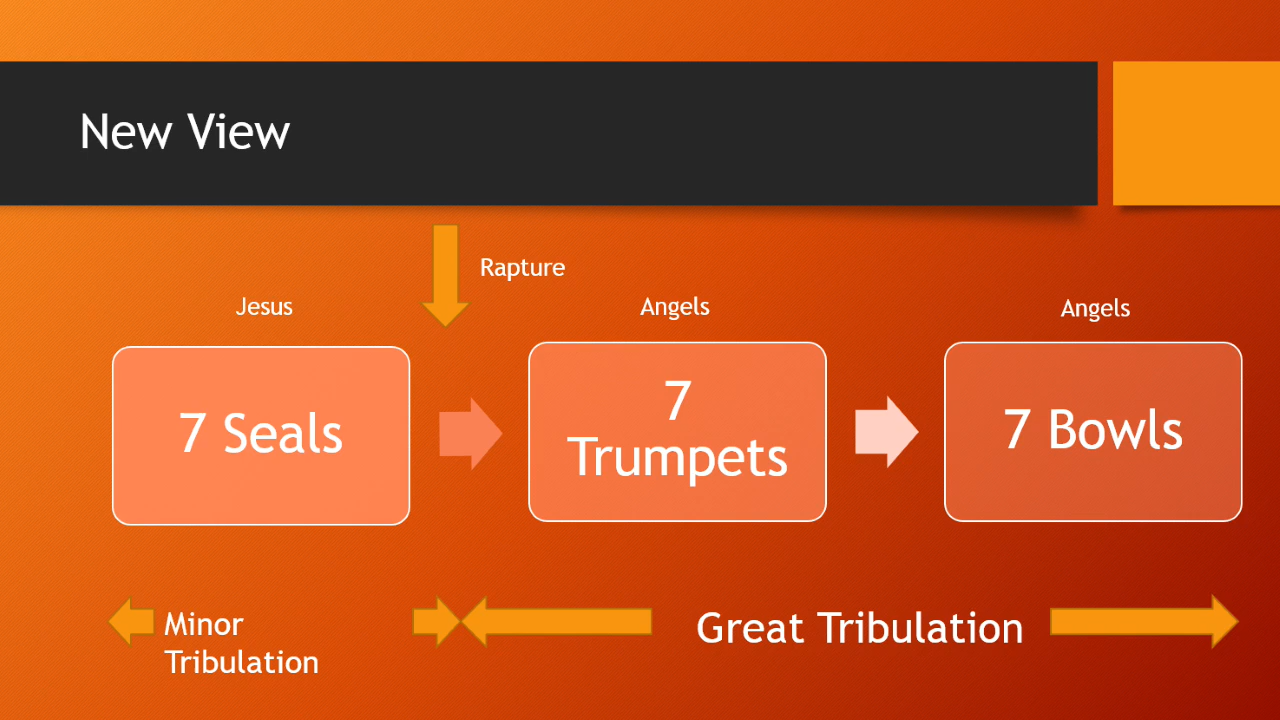 New View
Rapture
Jesus
Angels
Angels
7 Seals
7
Trumpets
7 Bowls
Minor
Tribulation
Great Tribulation